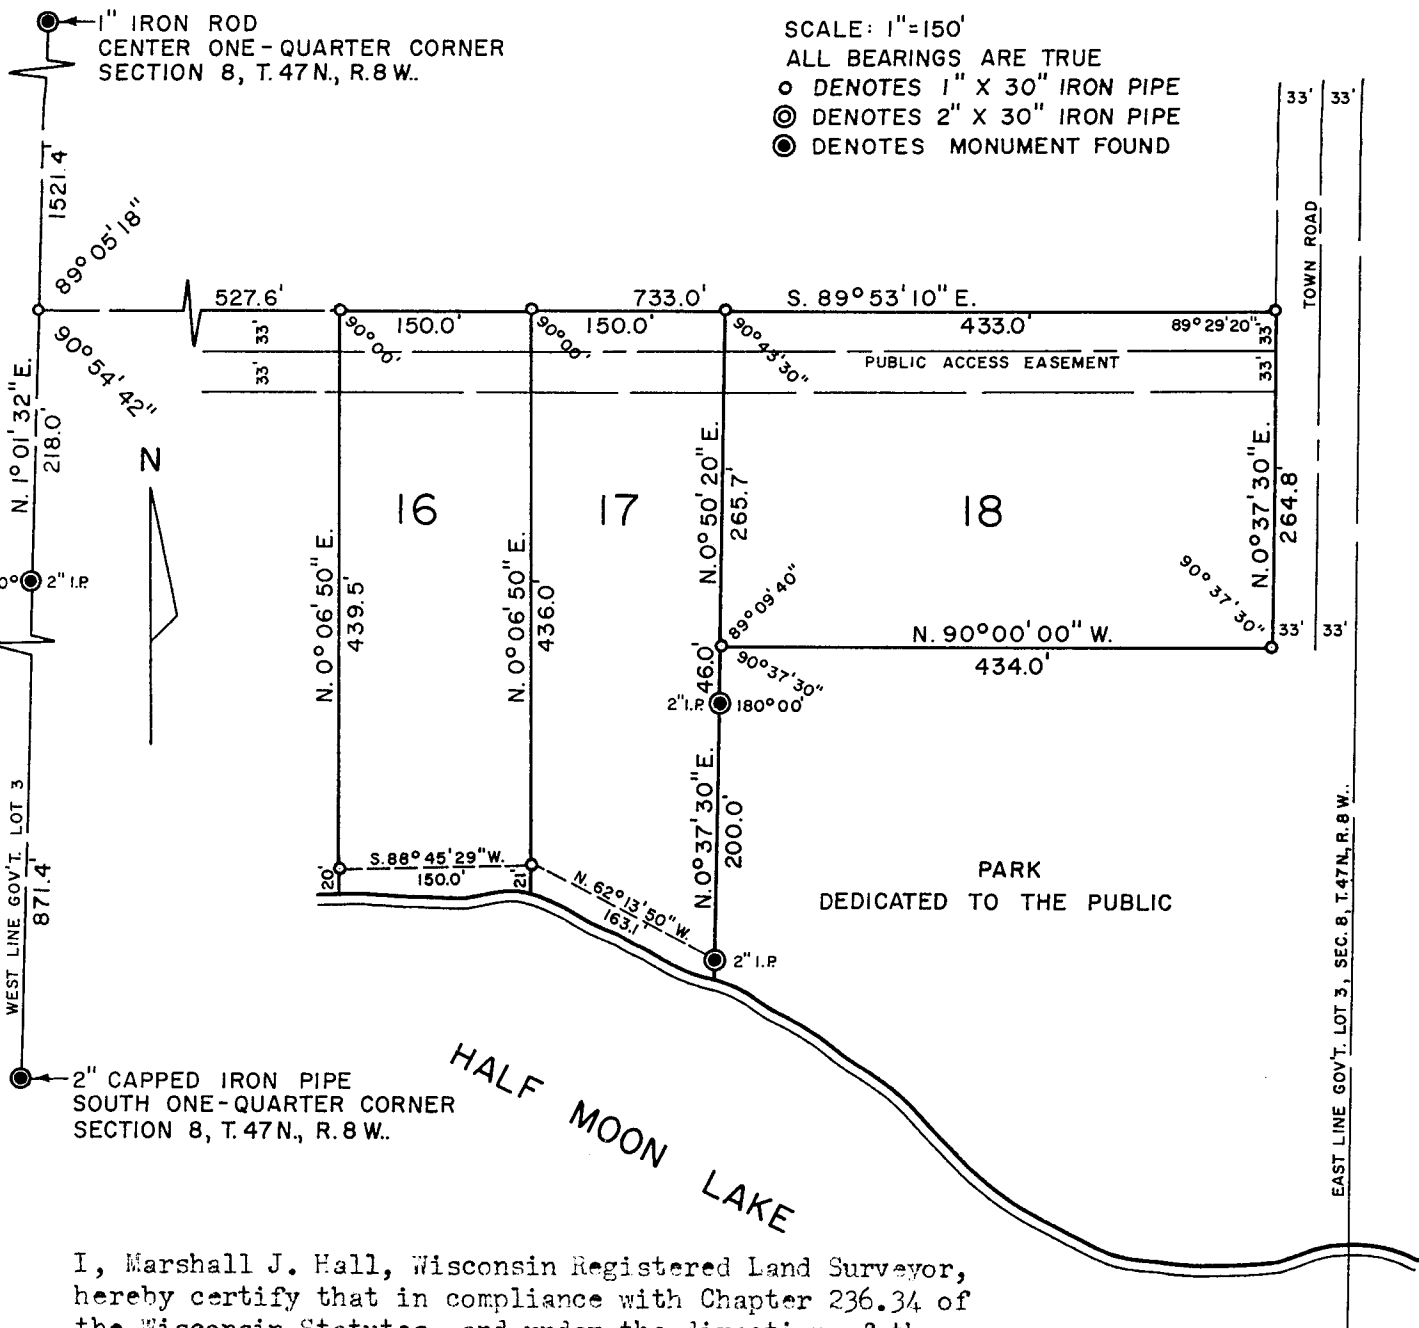 1" IRON ROD
CENTER ONE-QUARTER CORNER
SECTION 8, T.47N., R.8W..
SCALE: 1"=150'
ALL BEARINGS ARE TRUE
DENOTES 1" X 30" IRON PIPE
DENOTES 2" X 30" IRON PIPE
DENOTES MONUMENT FOUND
33' 33'
TOWN ROAD
1521.4'
89°05'18"
90°54'42"
527.6'
733.0'
S. 89°53'10" E.
150.0'
150.0'
433.0'
89°29'20"
90°00'
90°00'
90°43'30"
33'
33'
33'
33'
PUBLIC ACCESS EASEMENT
N. 1°01'32" E.
218.0'
N
16
17
18
N. 0°06'50" E.
439.5'
N. 0°06'50" E.
436.0'
N. 0°50'20" E.
265.7'
N. 0°37'30" E.
264.8'
0° 2" I.P.
89°09'40"
90°37'30"
N. 90°00'00" W.
434.0'
33' 33'
46.0'
90°37'30"
2" I.P. 180°00'
N. 0°37'30" E.
200.0'
S. 88°45'29" W.
150.0'
20'
21'
N. 62°13'50" W.
163.1'
2" I.P.
PARK
DEDICATED TO THE PUBLIC
WEST LINE GOV'T. LOT 3
871.4'
EAST LINE GOV'T. LOT 3, SEC. 8, T.47N., R.8W..
2" CAPPED IRON PIPE
SOUTH ONE-QUARTER CORNER
SECTION 8, T.47N., R.8W..
HALF MOON LAKE
I, Marshall J. Hall, Wisconsin Registered Land Surveyor,
hereby certify that in compliance with Chapter 236.34 of
the Wisconsin Statutes, and under the direction of the